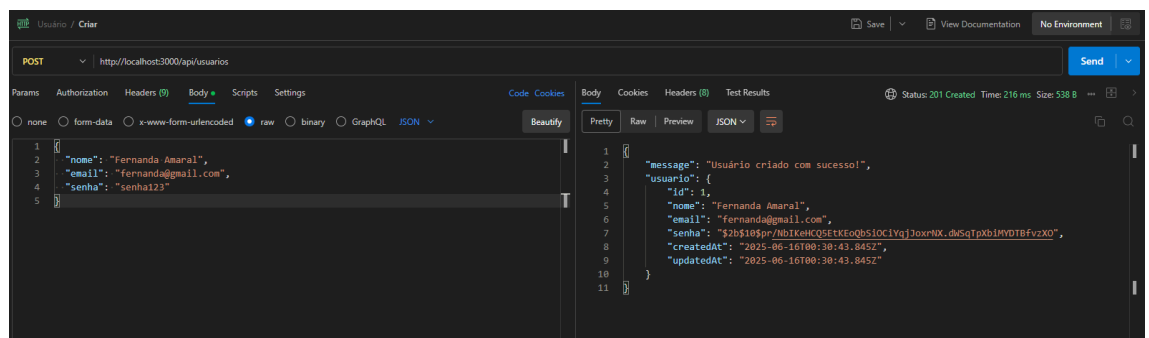 HTTP Usuário / Criar
Save
View Documentation
No Environment
POST
http://localhost:3000/api/usuarios
Send
Params Authorization Headers (9) Body Scripts Settings
Code Cookies
none form-data x-www-form-urlencoded raw binary GraphQL JSON
Beautify
1 {
2 "nome": "Fernanda Amaral",
3 "email": "fernanda@gmail.com",
4 "senha": "senha123"
5 }
Body Cookies Headers (8) Test Results
Status: 201 Created Time: 216 ms Size: 538 B
Pretty Raw Preview JSON
1 {
2 "message": "Usuário criado com sucesso!",
3 "usuario": {
4 "id": 1,
5 "nome": "Fernanda Amaral",
6 "email": "fernanda@gmail.com",
7 "senha": "$2b$10$pr/NbIKeHCQ5EtKEoQbSiOCiYqjJoxrNX.dWSqTpXbiMYDTBfvzXO",
8 "createdAt": "2025-06-16T00:30:43.845Z",
9 "updatedAt": "2025-06-16T00:30:43.845Z"
10 }
11 }